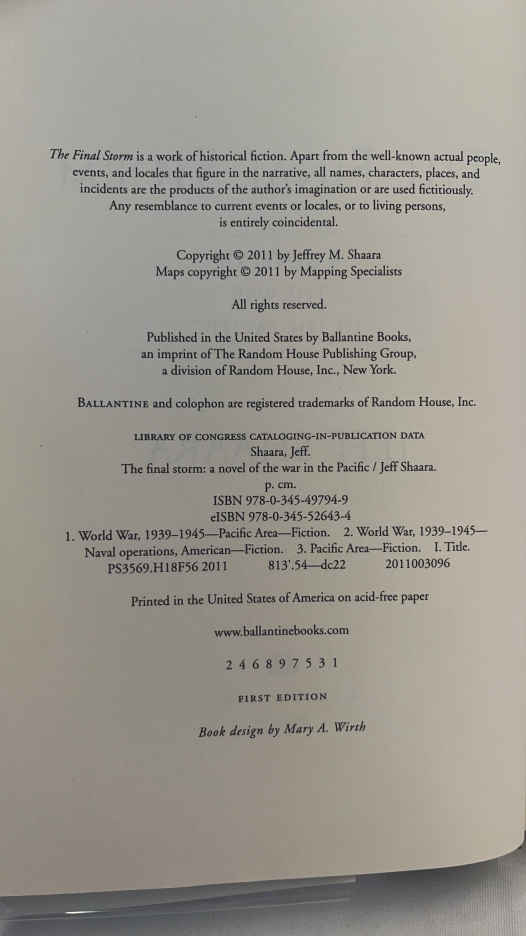 The Final Storm is a work of historical fiction. Apart from the well-known actual people,
events, and locales that figure in the narrative, all names, characters, places, and
incidents are the products of the author's imagination or are used fictitiously.
Any resemblance to current events or locales, or to living persons,
is entirely coincidental.
Copyright © 2011 by Jeffrey M. Shaara
Maps copyright © 2011 by Mapping Specialists
All rights reserved.
Published in the United States by Ballantine Books,
an imprint of The Random House Publishing Group,
a division of Random House, Inc., New York.
BALLANTINE and colophon are registered trademarks of Random House, Inc.
LIBRARY OF CONGRESS CATALOGING-IN-PUBLICATION DATA
Shaara, Jeff.
The final storm: a novel of the war in the Pacific / Jeff Shaara.
p. cm.
ISBN 978-0-345-49794-9
eISBN 978-0-345-52643-4
1. World War, 1939–1945—Pacific Area—Fiction. 2. World War, 1939–1945—
Naval operations, American—Fiction. 3. Pacific Area—Fiction. I. Title.
PS3569.H18F56 2011 813'.54—dc22 2011003096
Printed in the United States of America on acid-free paper
www.ballantinebooks.com
2 4 6 8 9 7 5 3 1
FIRST EDITION
Book design by Mary A. Wirth